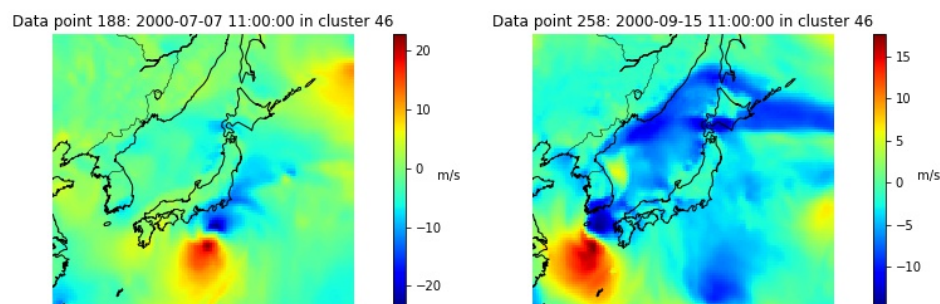 Data point 188: 2000-07-07 11:00:00 in cluster 46
20
10
0
−10
−20
m/s
Data point 258: 2000-09-15 11:00:00 in cluster 46
15
10
5
0
−5
−10
m/s